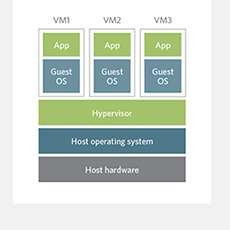 VM1 VM2 VM3
App App App
Guest Guest Guest
OS OS OS
Hypervisor
Host operating system
Host hardware